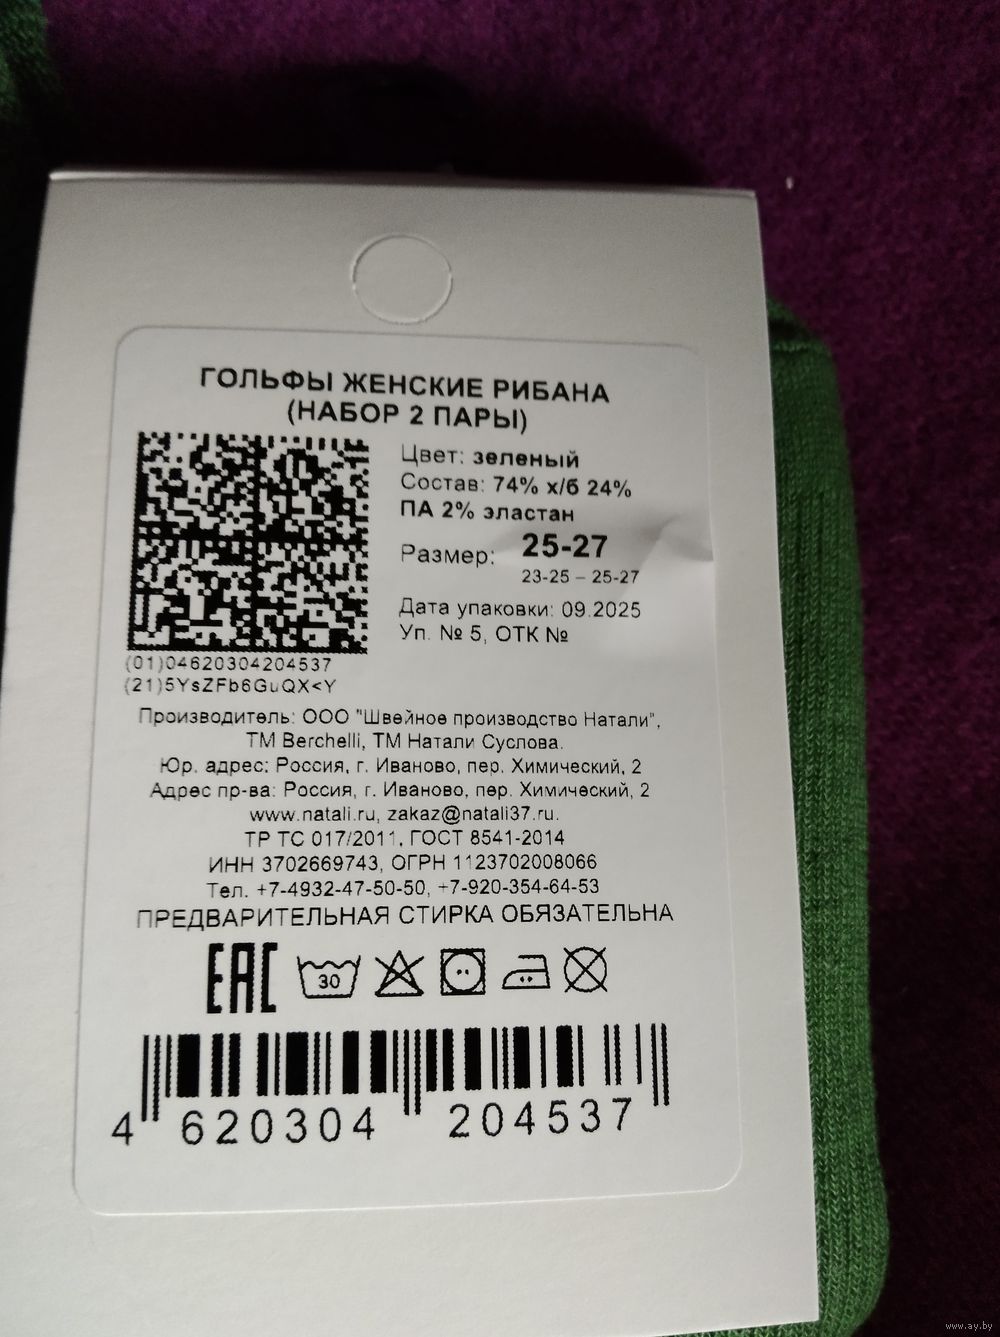 ГОЛЬФЫ ЖЕНСКИЕ РИБАНА
(НАБОР 2 ПАРЫ)
Цвет: зеленый
Состав: 74% х/б 24%
ПА 2% эластан
Размер: 25-27
23-25 – 25-27
Дата упаковки: 09.2025
Уп. № 5, ОТК №
(01)04620304204537
(21)5YsZFb6GuQX<Y
Производитель: ООО "Швейное производство Натали",
ТМ Berchelli, ТМ Натали Суслова.
Юр. адрес: Россия, г. Иваново, пер. Химический, 2
Адрес пр-ва: Россия, г. Иваново, пер. Химический, 2
www.natali.ru, zakaz@natali37.ru.
ТР ТС 017/2011, ГОСТ 8541-2014
ИНН 3702669743, ОГРН 1123702008066
Тел. +7-4932-47-50-50, +7-920-354-64-53
ПРЕДВАРИТЕЛЬНАЯ СТИРКА ОБЯЗАТЕЛЬНА
EAC 30
4 620304 204537
www.ay.by